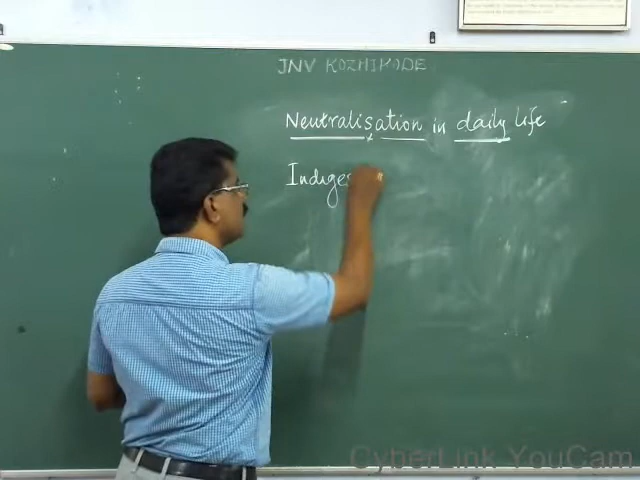 JNV KOZHIKODE
Neutralisation in daily life
Indiges
CyberLink YouCam